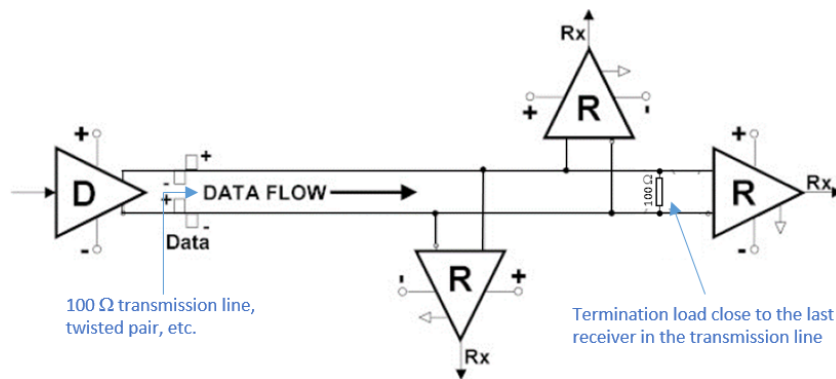 Rx
+
R
-
+
+
D
-
+
-
DATA FLOW
Data
-
100 Ω
+
R
Rx
-
-
R
+
Rx
100 Ω transmission line,
twisted pair, etc.
Termination load close to the last
receiver in the transmission line